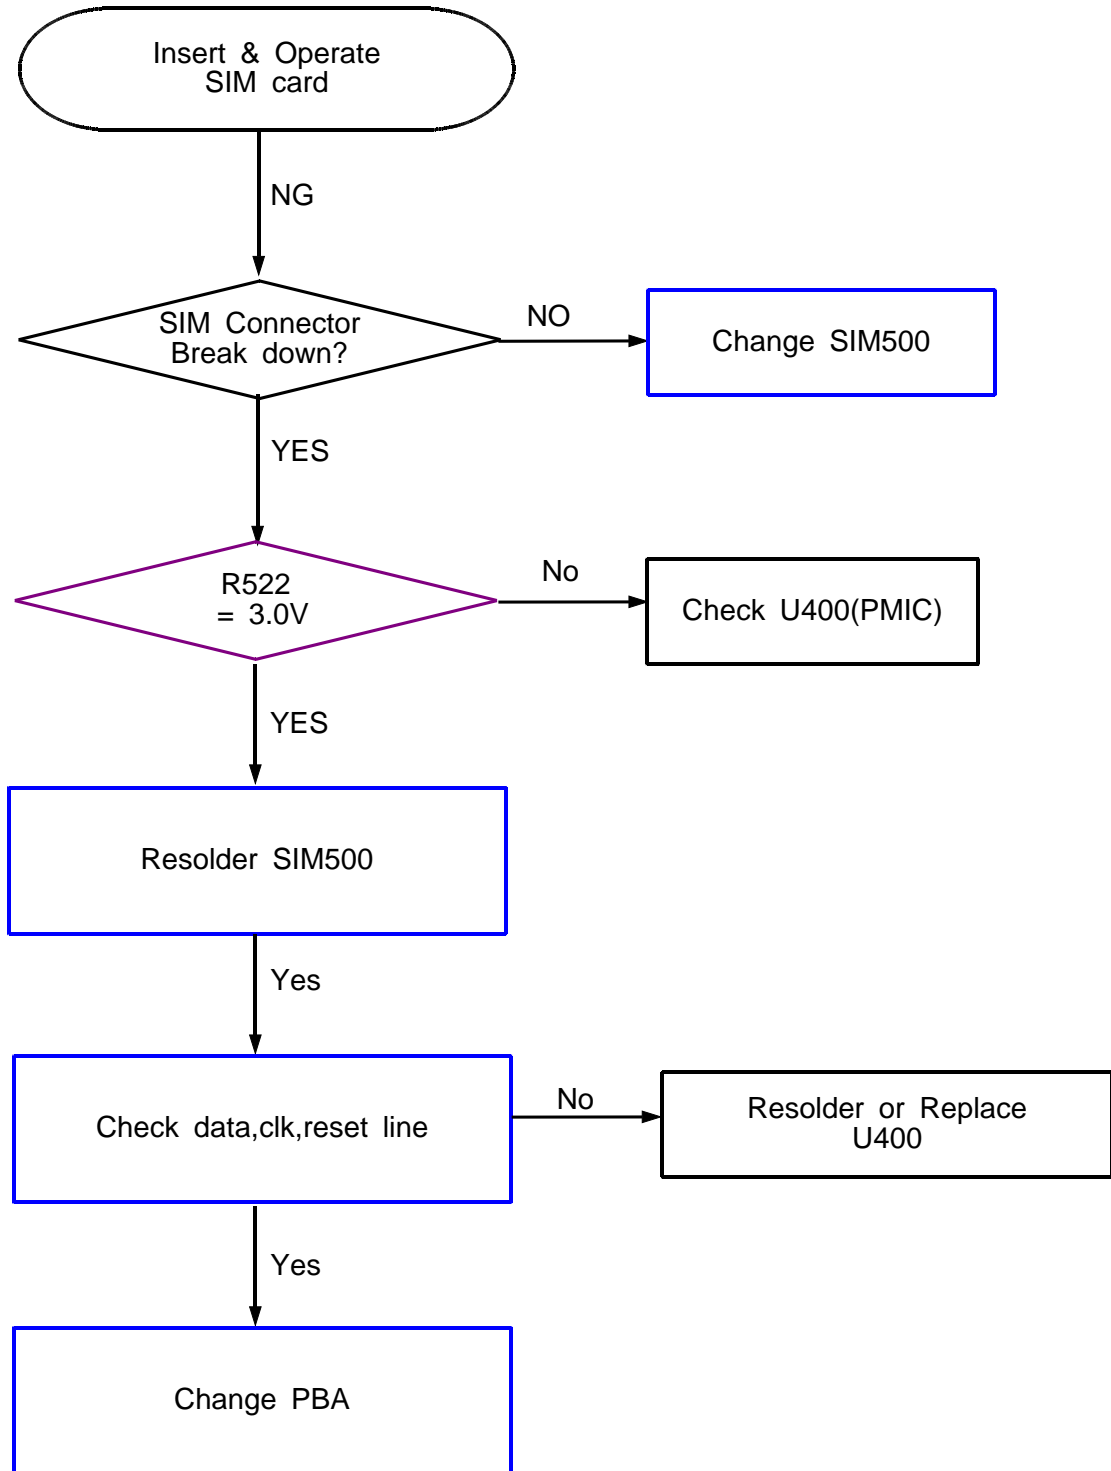 Insert & Operate
SIM card
NG
SIM Connector
Break down?
NO
Change SIM500
YES
R522
= 3.0V
No
Check U400(PMIC)
YES
Resolder SIM500
Yes
Check data,clk,reset line
No
Resolder or Replace
U400
Yes
Change PBA